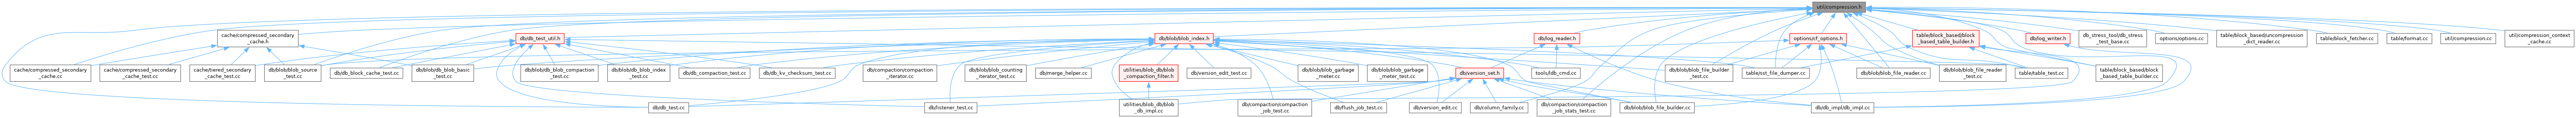 util/compression.h
cache/compressed_secondary
_cache.h
db/db_test_util.h
db/blob/blob_index.h
db/log_reader.h
options/cf_options.h
table/block_based/block
_based_table_builder.h
db/log_writer.h
db_stress_tool/db_stress
_test_base.cc
options/options.cc
table/block_based/uncompression
_dict_reader.cc
table/block_fetcher.cc
table/format.cc
util/compression.cc
util/compression_context
_cache.cc
cache/compressed_secondary
_cache.cc
cache/compressed_secondary
_cache_test.cc
cache/tiered_secondary
_cache_test.cc
db/blob/blob_source
_test.cc
db/db_block_cache_test.cc
db/blob/db_blob_basic
_test.cc
db/blob/db_blob_compaction
_test.cc
db/blob/db_blob_index
_test.cc
db/db_compaction_test.cc
db/db_kv_checksum_test.cc
db/compaction/compaction
_iterator.cc
db/blob/blob_counting
_iterator_test.cc
db/merge_helper.cc
utilities/blob_db/blob
_compaction_filter.h
db/version_edit_test.cc
db/blob/blob_garbage
_meter.cc
db/blob/blob_garbage
_meter_test.cc
db/version_set.h
tools/ldb_cmd.cc
db/blob/blob_file_builder
_test.cc
table/sst_file_dumper.cc
db/blob/blob_file_reader.cc
db/blob/blob_file_reader
_test.cc
table/table_test.cc
table/block_based/block
_based_table_builder.cc
db/db_test.cc
db/listener_test.cc
utilities/blob_db/blob
_db_impl.cc
db/compaction/compaction
_job_test.cc
db/flush_job_test.cc
db/version_edit.cc
db/column_family.cc
db/compaction/compaction
_job_stats_test.cc
db/blob/blob_file_builder.cc
db/db_impl/db_impl.cc